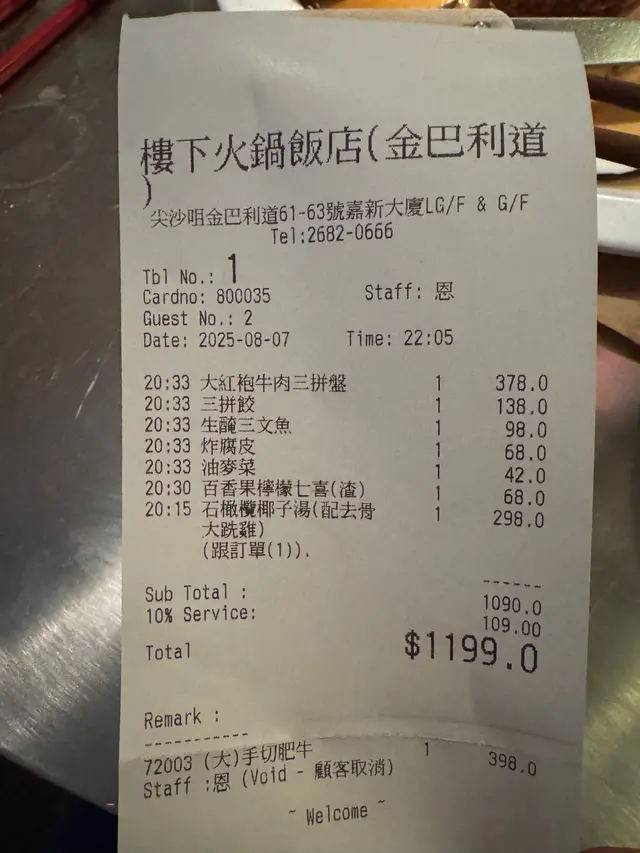 樓下火鍋飯店(金巴利道
)
尖沙咀金巴利道61-63號嘉新大廈LG/F & G/F
Tel:2682-0666
Tbl No.: 1
Cardno: 800035 Staff: 恩
Guest No.: 2
Date: 2025-08-07 Time: 22:05
20:33 大紅袍牛肉三拼盤 1 378.0
20:33 三拼餃 1 138.0
20:33 生醃三文魚 1 98.0
20:33 炸腐皮 1 68.0
20:33 油麥菜 1 42.0
20:30 百香果檸檬七喜(渣) 1 68.0
20:15 石橄欖椰子湯(配去骨 1 298.0
大跣雞)
(跟訂單(1)).
------
Sub Total : 1090.0
10% Service: 109.00
Total $1199.0
Remark :
-----------
72003 (大)手切肥牛 1 398.0
Staff :恩 (Void - 顧客取消)
~ Welcome ~